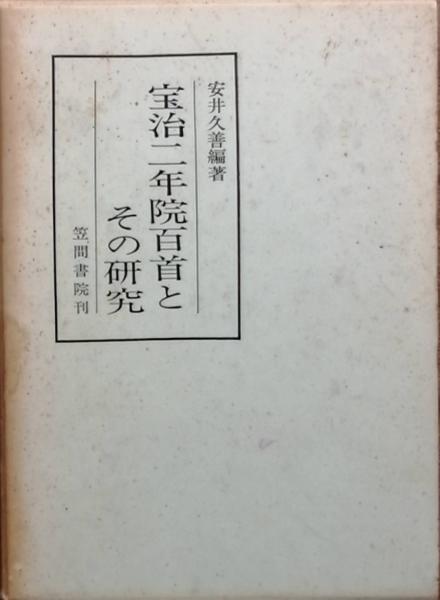 安井久善編著
宝治二年院百首と
その研究
笠間書院刊